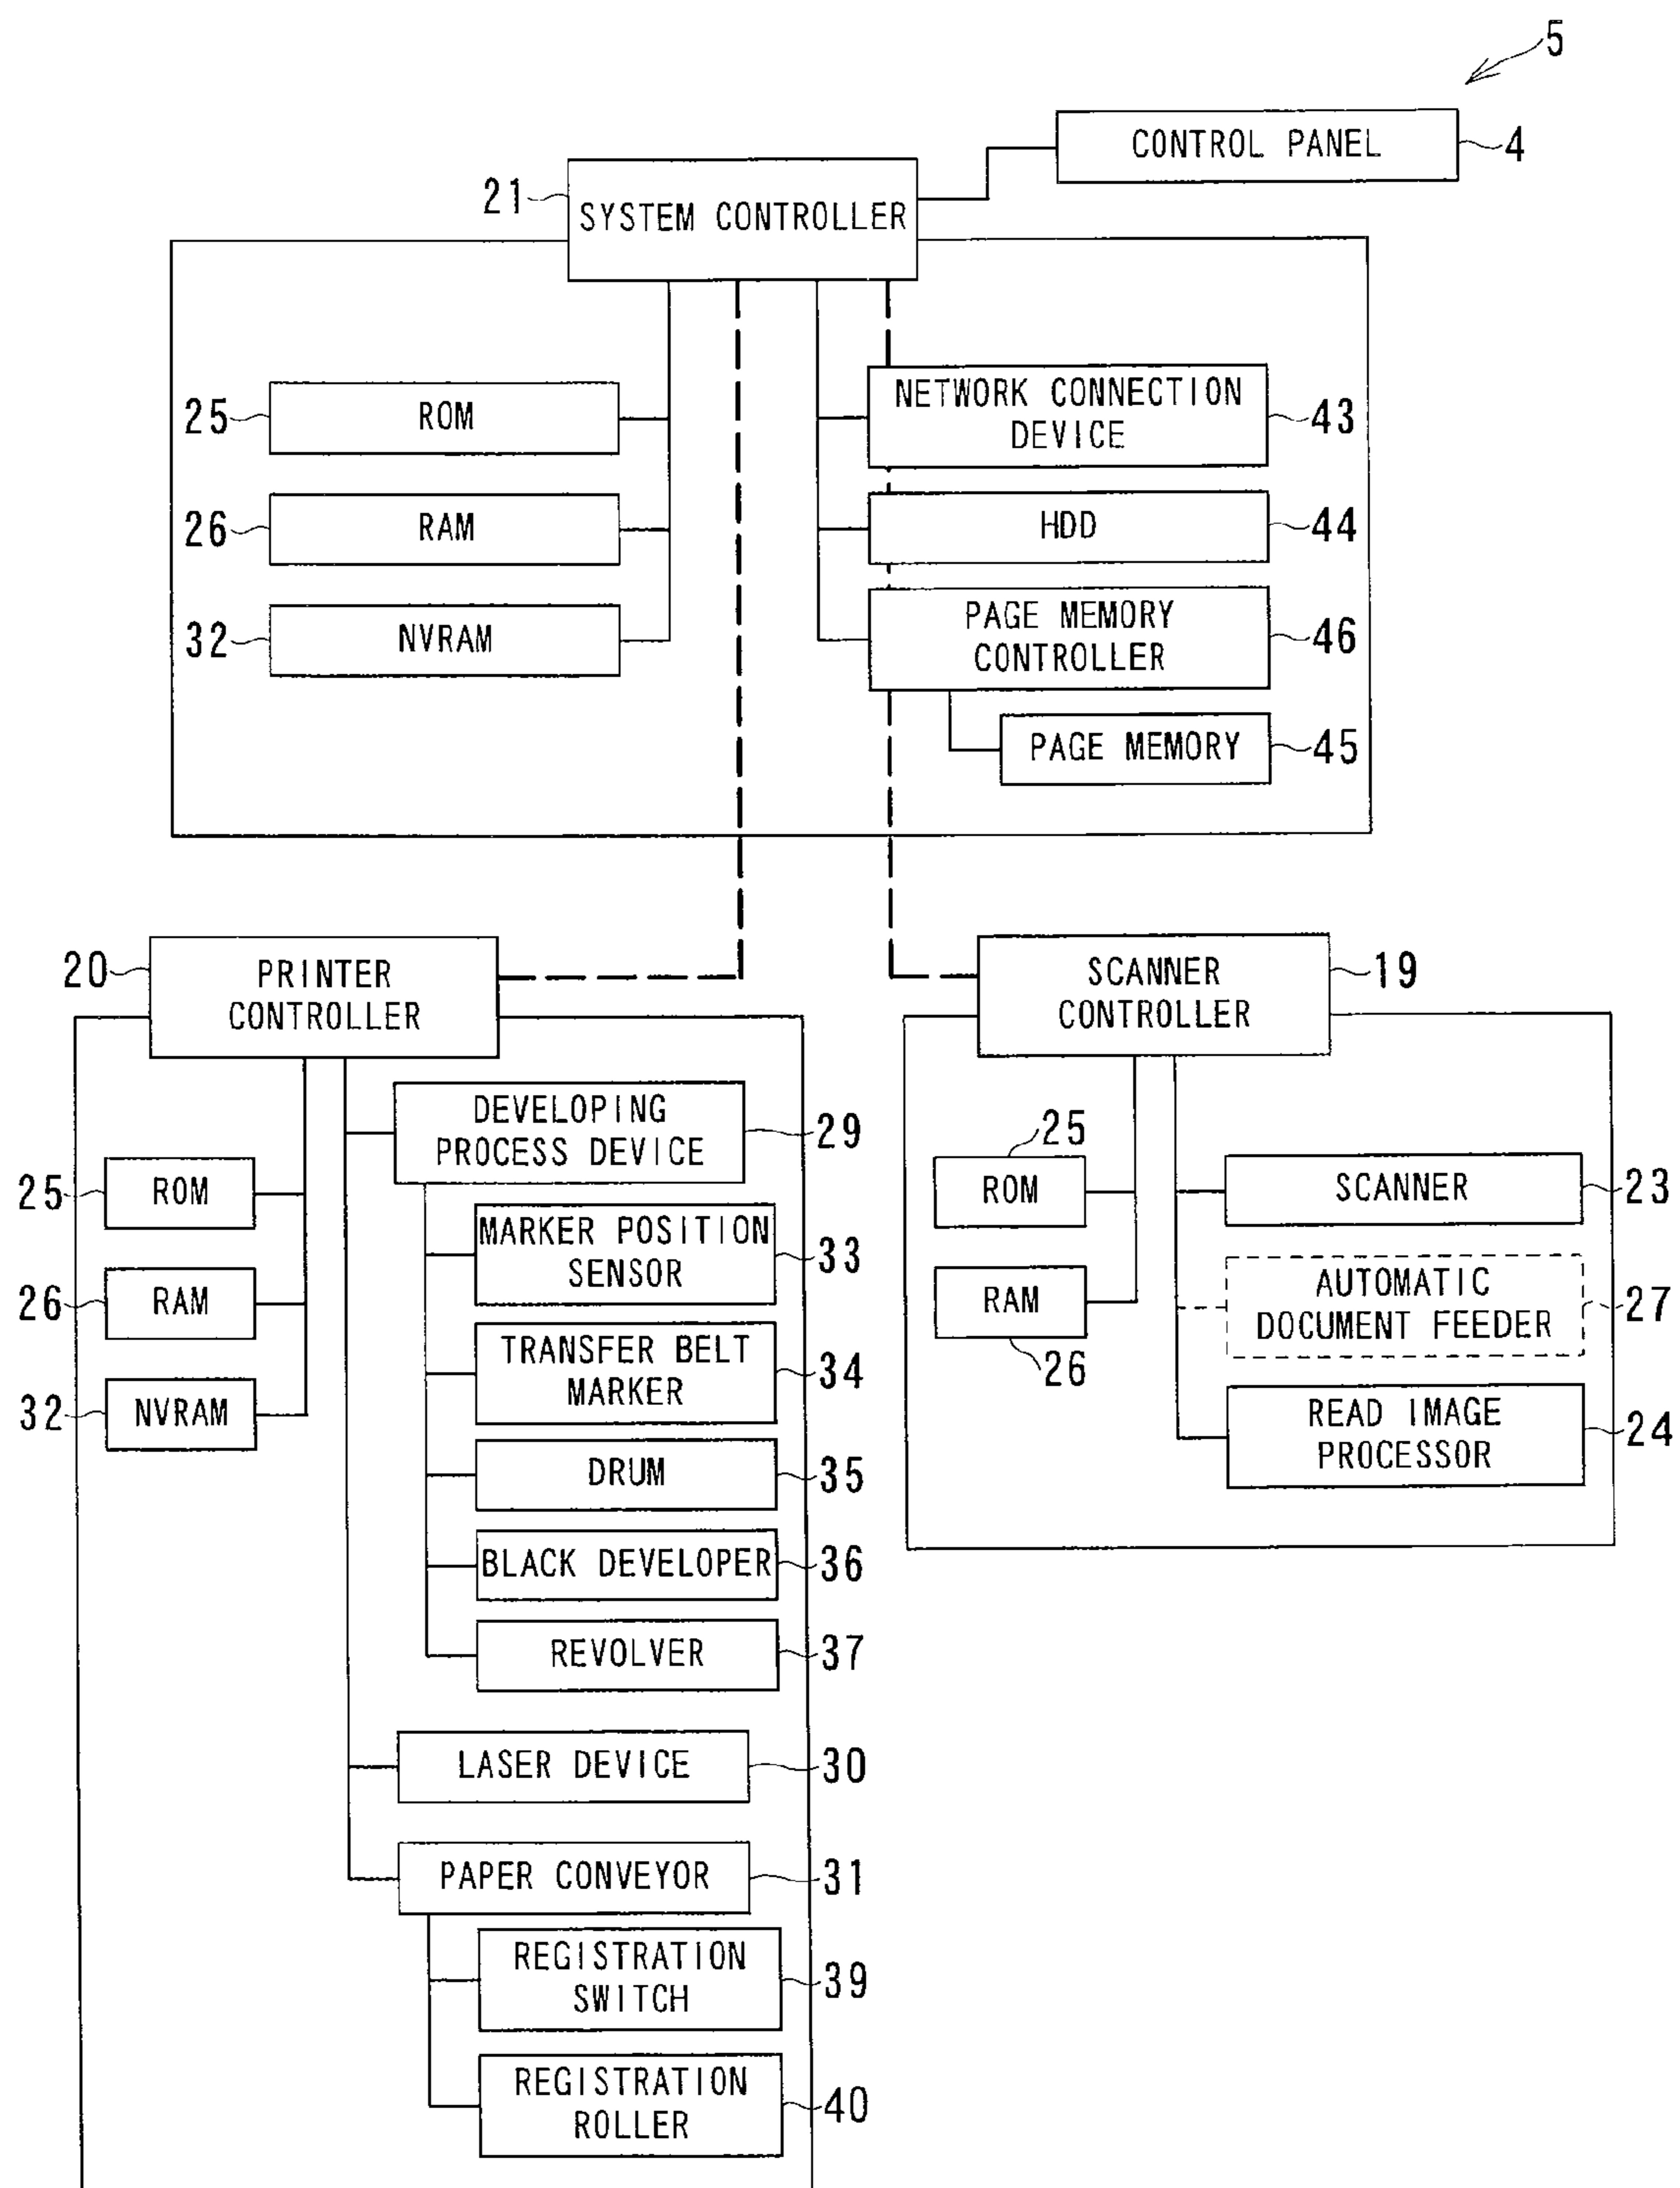 5
CONTROL PANEL
4
21
SYSTEM CONTROLLER
25
ROM
26
RAM
32
NVRAM
NETWORK CONNECTION
DEVICE
43
HDD
44
PAGE MEMORY
CONTROLLER
46
PAGE MEMORY
45
20
PRINTER
CONTROLLER
25
ROM
26
RAM
32
NVRAM
DEVELOPING
PROCESS DEVICE
29
MARKER POSITION
SENSOR
33
TRANSFER BELT
MARKER
34
DRUM
35
BLACK DEVELOPER
36
REVOLVER
37
LASER DEVICE
30
PAPER CONVEYOR
31
REGISTRATION
SWITCH
39
REGISTRATION
ROLLER
40
SCANNER
CONTROLLER
19
25
ROM
RAM
26
SCANNER
23
AUTOMATIC
DOCUMENT FEEDER
27
READ IMAGE
PROCESSOR
24